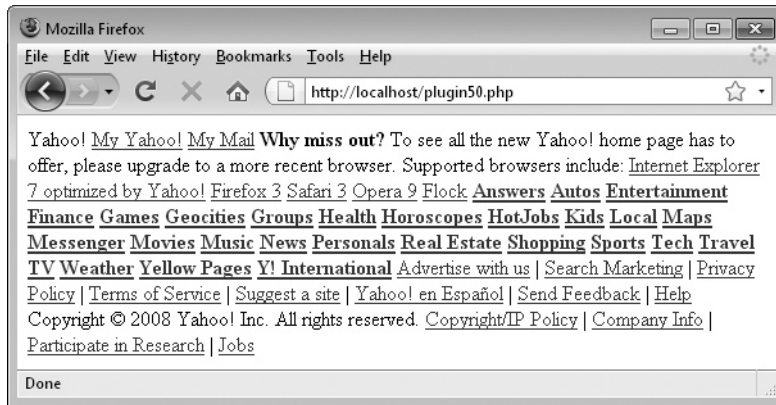 Mozilla Firefox
File Edit View History Bookmarks Tools Help
http://localhost/plugin50.php
Yahoo! My Yahoo! My Mail Why miss out? To see all the new Yahoo! home page has to
offer, please upgrade to a more recent browser. Supported browsers include: Internet Explorer
7 optimized by Yahoo! Firefox 3 Safari 3 Opera 9 Flock Answers Autos Entertainment
Finance Games Geocities Groups Health Horoscopes HotJobs Kids Local Maps
Messenger Movies Music News Personals Real Estate Shopping Sports Tech Travel
TV Weather Yellow Pages Y! International Advertise with us | Search Marketing | Privacy
Policy | Terms of Service | Suggest a site | Yahoo! en Español | Send Feedback | Help
Copyright © 2008 Yahoo! Inc. All rights reserved. Copyright/IP Policy | Company Info |
Participate in Research | Jobs
Done